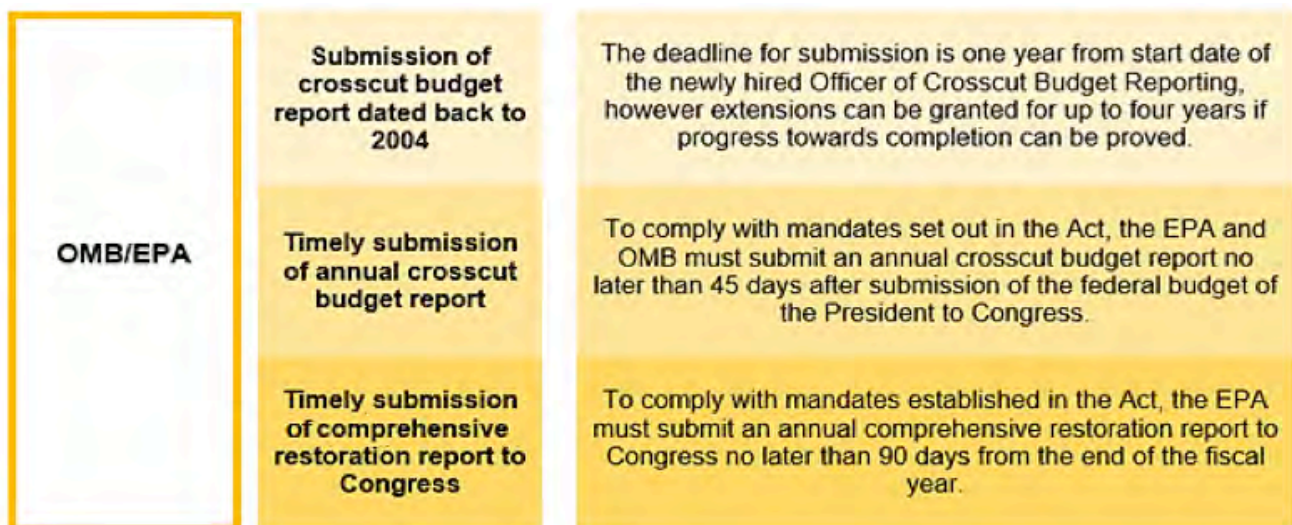 OMB/EPA
Submission of
crosscut budget
report dated back to
2004
The deadline for submission is one year from start date of
the newly hired Officer of Crosscut Budget Reporting,
however extensions can be granted for up to four years if
progress towards completion can be proved.
Timely submission
of annual crosscut
budget report
To comply with mandates set out in the Act, the EPA and
OMB must submit an annual crosscut budget report no
later than 45 days after submission of the federal budget of
the President to Congress.
Timely submission
of comprehensive
restoration report to
Congress
To comply with mandates established in the Act, the EPA
must submit an annual comprehensive restoration report to
Congress no later than 90 days from the end of the fiscal
year.